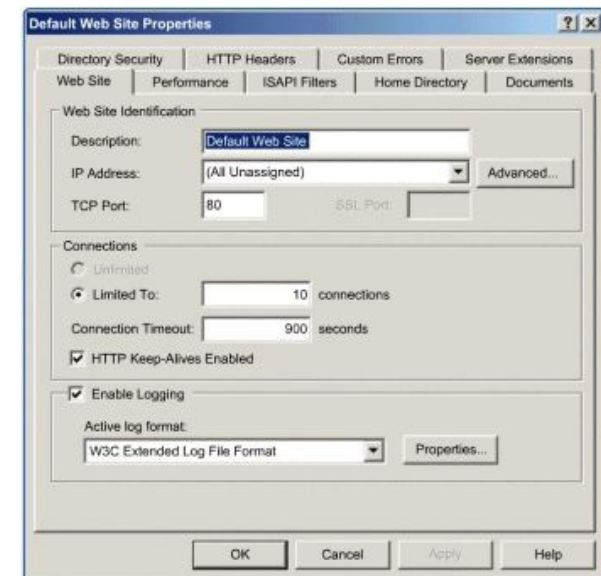 Default Web Site Properties
Directory Security HTTP Headers Custom Errors Server Extensions
Web Site Performance ISAPI Filters Home Directory Documents
Web Site Identification
Description: Default Web Site
IP Address: (All Unassigned) Advanced...
TCP Port: 80 SSL Port:
Connections
Unlimited
Limited To: 10 connections
Connection Timeout: 900 seconds
HTTP Keep-Alives Enabled
Enable Logging
Active log format:
W3C Extended Log File Format Properties...
OK Cancel Apply Help